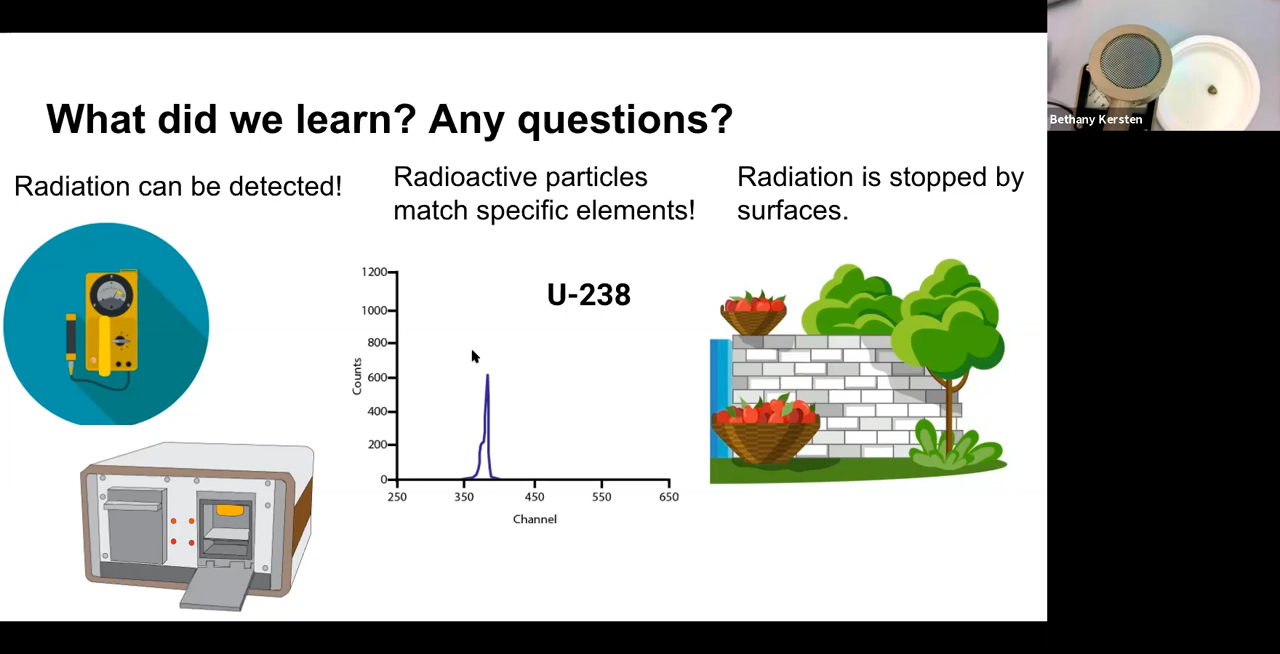 What did we learn? Any questions?
Radiation can be detected!
Radioactive particles
match specific elements!
Radiation is stopped by
surfaces.
U-238
1200
1000
800
600
400
200
0
Counts
250 350 450 550 650
Channel
Bethany Kersten